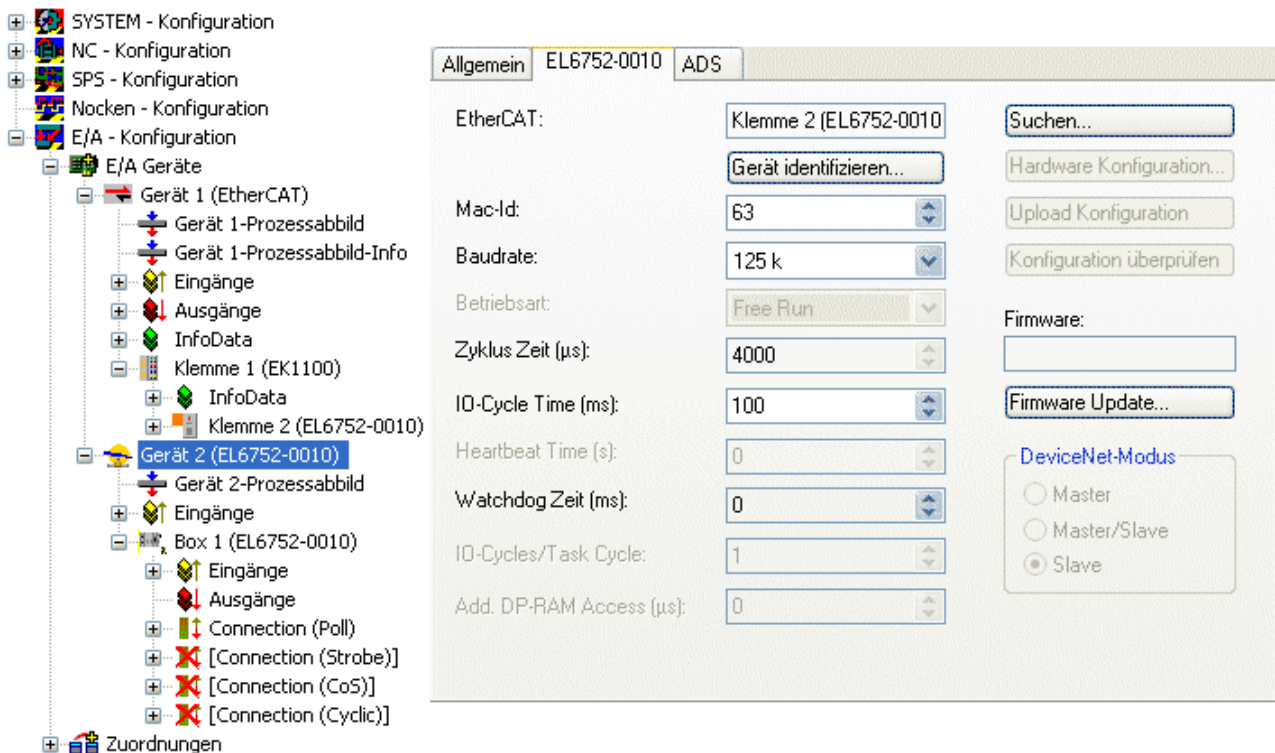 SYSTEM - Konfiguration
NC - Konfiguration
SPS - Konfiguration
Nocken - Konfiguration
E/A - Konfiguration
E/A Geräte
Gerät 1 (EtherCAT)
Gerät 1-Prozessabbild
Gerät 1-Prozessabbild-Info
Eingänge
Ausgänge
InfoData
Klemme 1 (EK1100)
InfoData
Klemme 2 (EL6752-0010)
Gerät 2 (EL6752-0010)
Gerät 2-Prozessabbild
Eingänge
Box 1 (EL6752-0010)
Eingänge
Ausgänge
Connection (Poll)
[Connection (Strobe)]
[Connection (CoS)]
[Connection (Cyclic)]
Zuordnungen
Allgemein EL6752-0010 ADS
EtherCAT: Klemme 2 (EL6752-0010 Suchen...
Gerät identifizieren... Hardware Konfiguration...
Mac-Id: 63 Upload Konfiguration
Baudrate: 125 k Konfiguration überprüfen
Betriebsart: Free Run
Firmware:
Zyklus Zeit (µs): 4000
IO-Cycle Time (ms): 100 Firmware Update...
Heartbeat Time (s): 0
Watchdog Zeit (ms): 0
IO-Cycles/Task Cycle: 1
Add. DP-RAM Access (µs): 0
DeviceNet-Modus
Master
Master/Slave
Slave